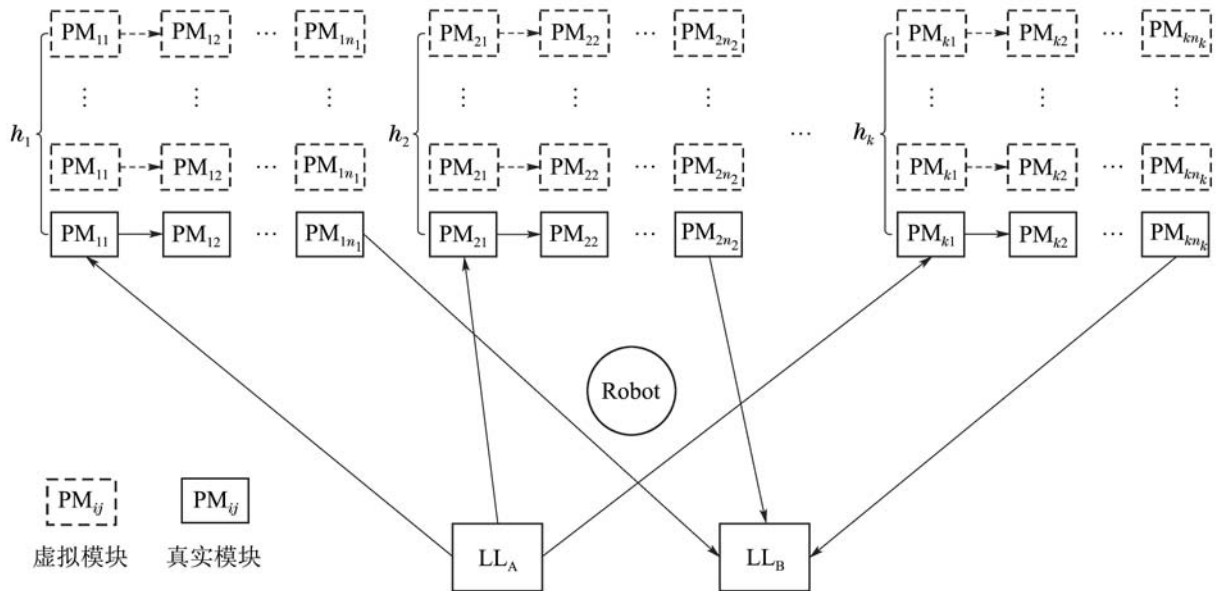 PM₁₁ PM₁₂ ⋯ PM₁ₙ₁ PM₂₁ PM₂₂ ⋯ PM₂ₙ₂ PMₖ₁ PMₖ₂ ⋯ PMₖₙₖ
⋮ ⋮ ⋮ ⋮ ⋮ ⋮ ⋮ ⋮ ⋮
h₁ h₂ ⋯ hₖ
PM₁₁ PM₁₂ ⋯ PM₁ₙ₁ PM₂₁ PM₂₂ ⋯ PM₂ₙ₂ PMₖ₁ PMₖ₂ ⋯ PMₖₙₖ
PM₁₁ PM₁₂ ⋯ PM₁ₙ₁ PM₂₁ PM₂₂ ⋯ PM₂ₙ₂ PMₖ₁ PMₖ₂ ⋯ PMₖₙₖ
Robot
PMᵢⱼ PMᵢⱼ
虚拟模块 真实模块
LL_A LL_B